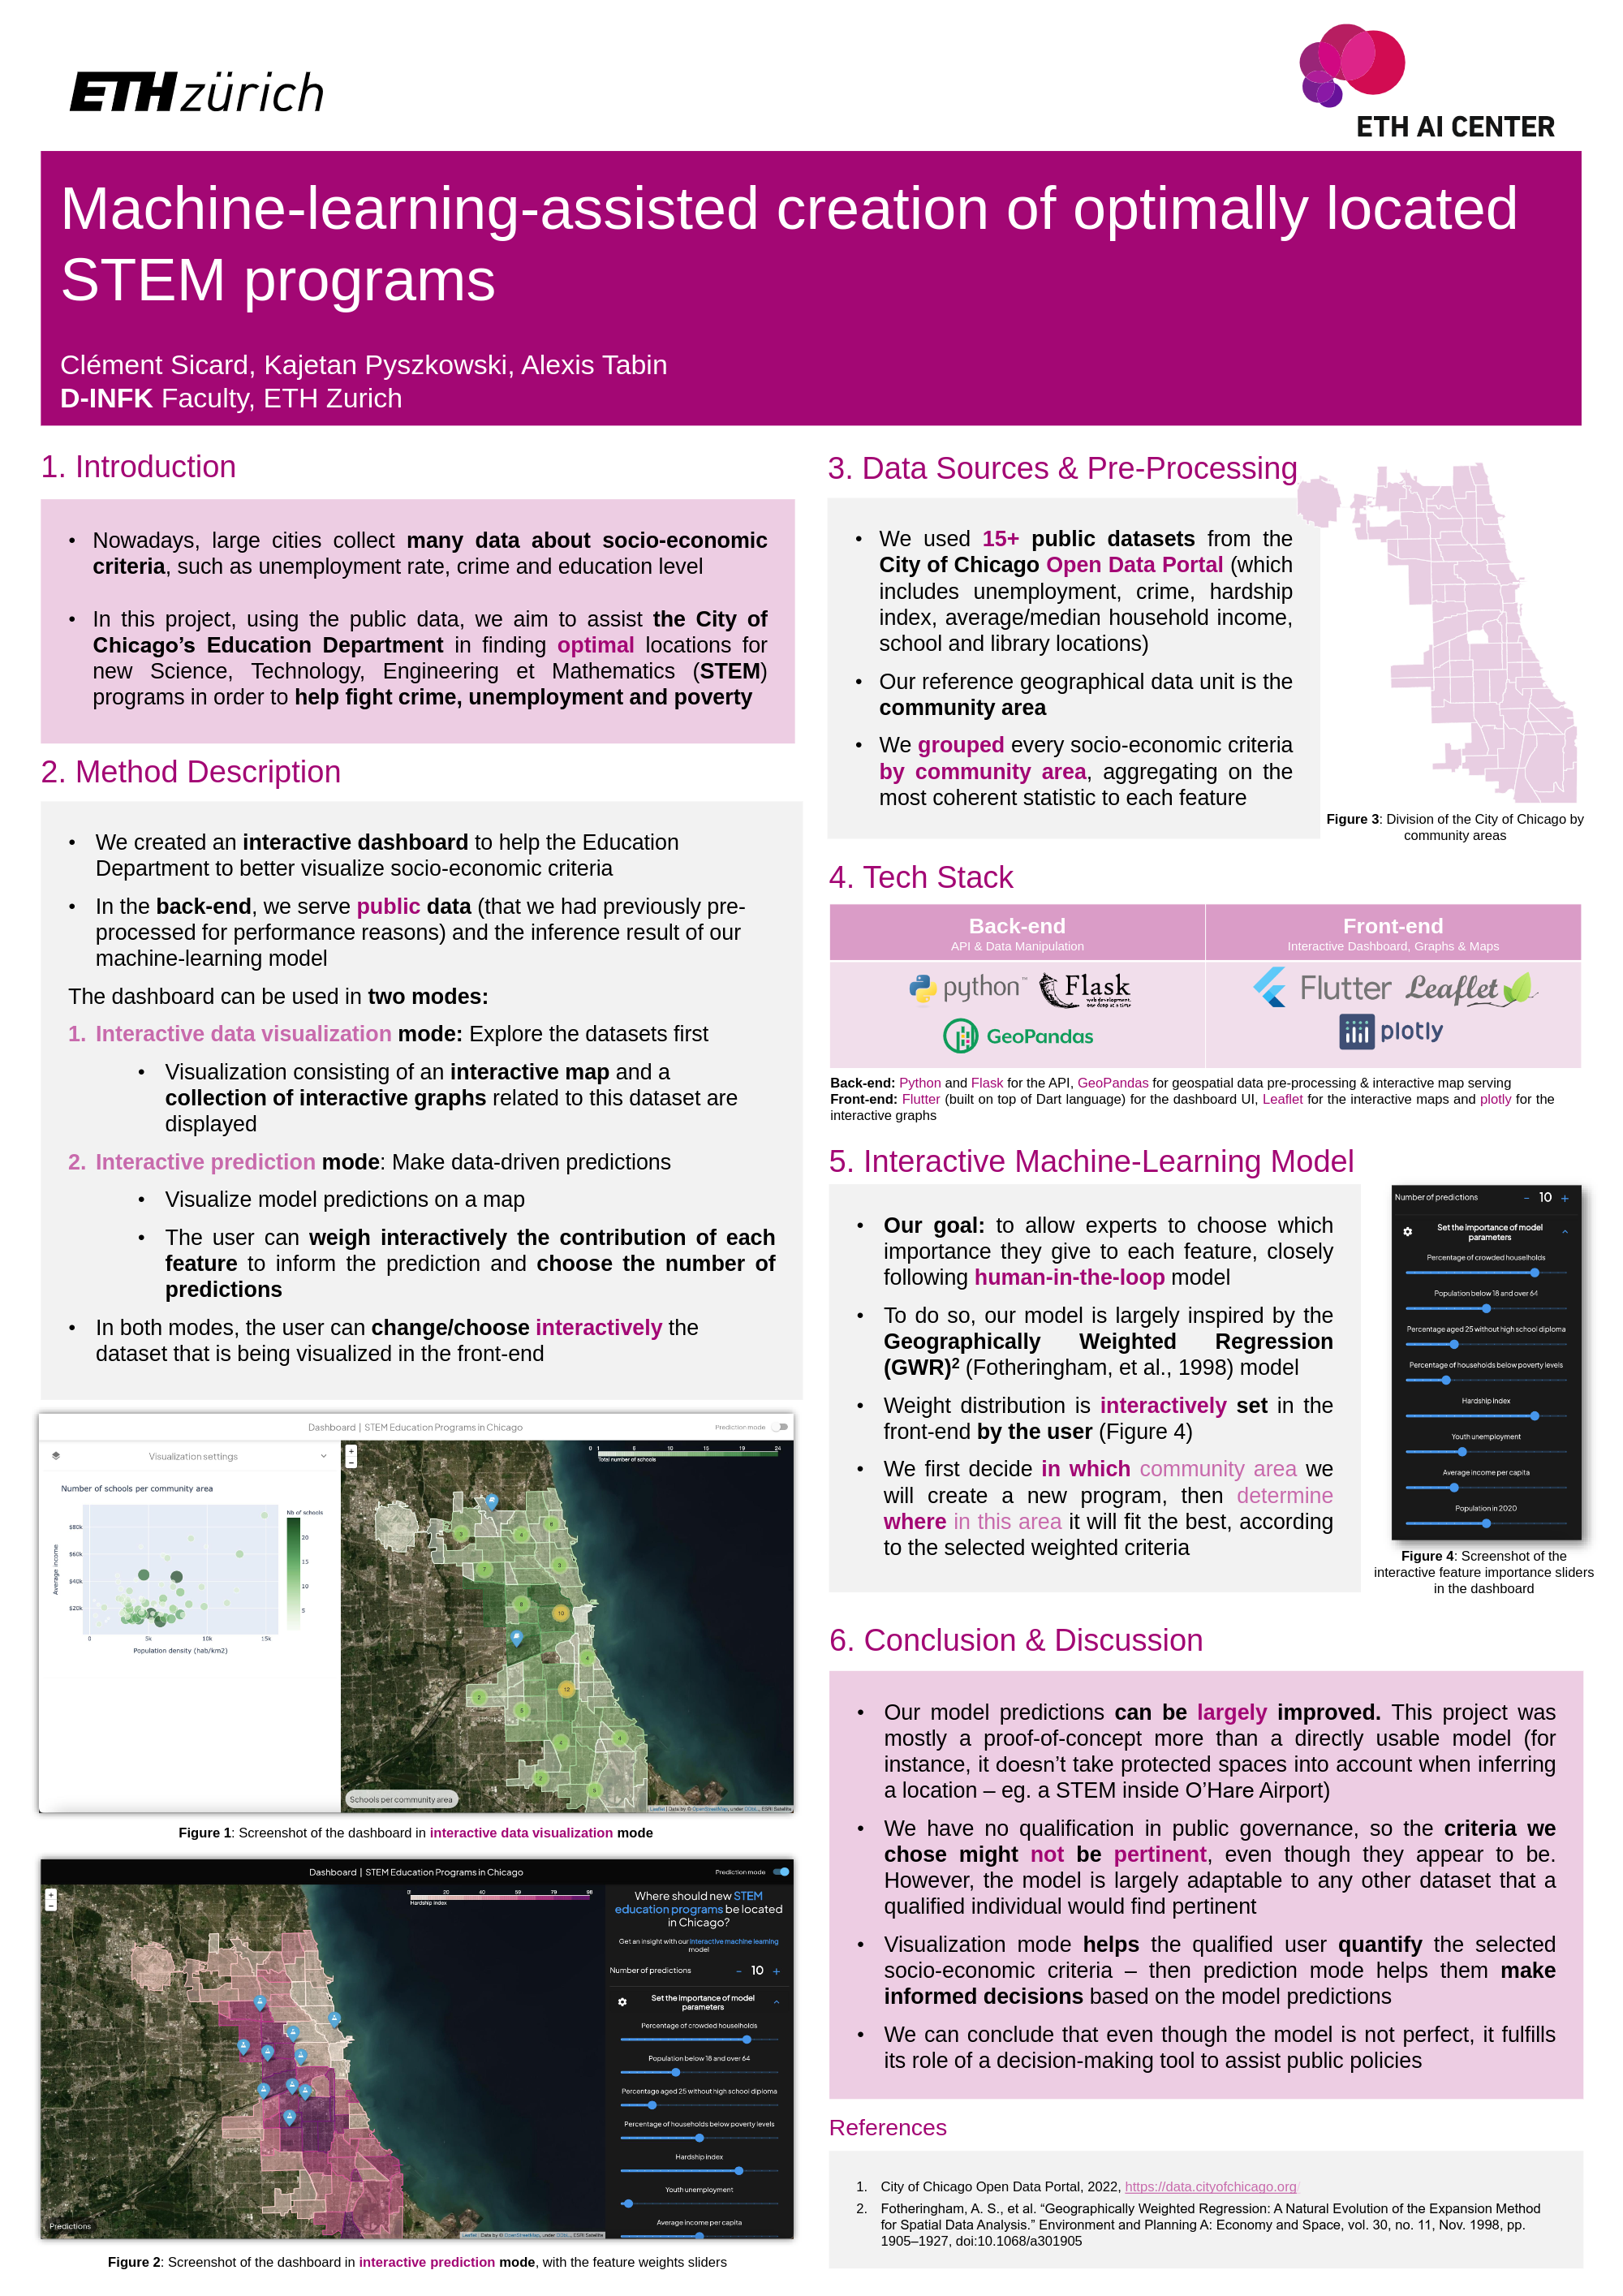 ETH zürich
ETH AI CENTER
Machine-learning-assisted creation of optimally located
STEM programs
Clément Sicard, Kajetan Pyszkowski, Alexis Tabin
D-INFK Faculty, ETH Zurich
1. Introduction
• Nowadays, large cities collect many data about socio-economic
criteria, such as unemployment rate, crime and education level
• In this project, using the public data, we aim to assist the City of
Chicago’s Education Department in finding optimal locations for
new Science, Technology, Engineering et Mathematics (STEM)
programs in order to help fight crime, unemployment and poverty
2. Method Description
• We created an interactive dashboard to help the Education
Department to better visualize socio-economic criteria
• In the back-end, we serve public data (that we had previously pre-
processed for performance reasons) and the inference result of our
machine-learning model
The dashboard can be used in two modes:
1. Interactive data visualization mode: Explore the datasets first
• Visualization consisting of an interactive map and a
collection of interactive graphs related to this dataset are
displayed
2. Interactive prediction mode: Make data-driven predictions
• Visualize model predictions on a map
• The user can weigh interactively the contribution of each
feature to inform the prediction and choose the number of
predictions
• In both modes, the user can change/choose interactively the
dataset that is being visualized in the front-end
Dashboard | STEM Education Programs in Chicago
Prediction mode
Visualization settings
Number of schools per community area
Nb of schools
20
15
10
5
$80k
$60k
$40k
$20k
Average income
0 5k 10k 15k
Population density (hab/km2)
+
−
0 1 6 10 15 19 24
Total number of schools
Schools per community area
Figure 1: Screenshot of the dashboard in interactive data visualization mode
Dashboard | STEM Education Programs in Chicago
Prediction mode
+
−
0 20 40 59 79 98
Hardship Index
Where should new STEM
education programs be located
in Chicago?
Get an insight with our interactive machine learning
model
Number of predictions − 10 +
Set the importance of model
parameters
Percentage of crowded households
Population below 18 and over 64
Percentage aged 25 without high school diploma
Percentage of households below poverty levels
Hardship index
Youth unemployment
Average income per capita
Predictions
Figure 2: Screenshot of the dashboard in interactive prediction mode, with the feature weights sliders
3. Data Sources & Pre-Processing
• We used 15+ public datasets from the
City of Chicago Open Data Portal (which
includes unemployment, crime, hardship
index, average/median household income,
school and library locations)
• Our reference geographical data unit is the
community area
• We grouped every socio-economic criteria
by community area, aggregating on the
most coherent statistic to each feature
Figure 3: Division of the City of Chicago by
community areas
4. Tech Stack
Back-end
API & Data Manipulation
Front-end
Interactive Dashboard, Graphs & Maps
python™ Flask
web development,
one drop at a time
GeoPandas
Flutter Leaflet
plotly
Back-end: Python and Flask for the API, GeoPandas for geospatial data pre-processing & interactive map serving
Front-end: Flutter (built on top of Dart language) for the dashboard UI, Leaflet for the interactive maps and plotly for the
interactive graphs
5. Interactive Machine-Learning Model
• Our goal: to allow experts to choose which
importance they give to each feature, closely
following human-in-the-loop model
• To do so, our model is largely inspired by the
Geographically Weighted Regression
(GWR)² (Fotheringham, et al., 1998) model
• Weight distribution is interactively set in the
front-end by the user (Figure 4)
• We first decide in which community area we
will create a new program, then determine
where in this area it will fit the best, according
to the selected weighted criteria
Number of predictions − 10 +
Set the importance of model
parameters
Percentage of crowded households
Population below 18 and over 64
Percentage aged 25 without high school diploma
Percentage of households below poverty levels
Hardship index
Youth unemployment
Average income per capita
Population in 2020
Figure 4: Screenshot of the
interactive feature importance sliders
in the dashboard
6. Conclusion & Discussion
• Our model predictions can be largely improved. This project was
mostly a proof-of-concept more than a directly usable model (for
instance, it doesn’t take protected spaces into account when inferring
a location – eg. a STEM inside O’Hare Airport)
• We have no qualification in public governance, so the criteria we
chose might not be pertinent, even though they appear to be.
However, the model is largely adaptable to any other dataset that a
qualified individual would find pertinent
• Visualization mode helps the qualified user quantify the selected
socio-economic criteria – then prediction mode helps them make
informed decisions based on the model predictions
• We can conclude that even though the model is not perfect, it fulfills
its role of a decision-making tool to assist public policies
References
1. City of Chicago Open Data Portal, 2022, https://data.cityofchicago.org/
2. Fotheringham, A. S., et al. “Geographically Weighted Regression: A Natural Evolution of the Expansion Method
for Spatial Data Analysis.” Environment and Planning A: Economy and Space, vol. 30, no. 11, Nov. 1998, pp.
1905–1927, doi:10.1068/a301905